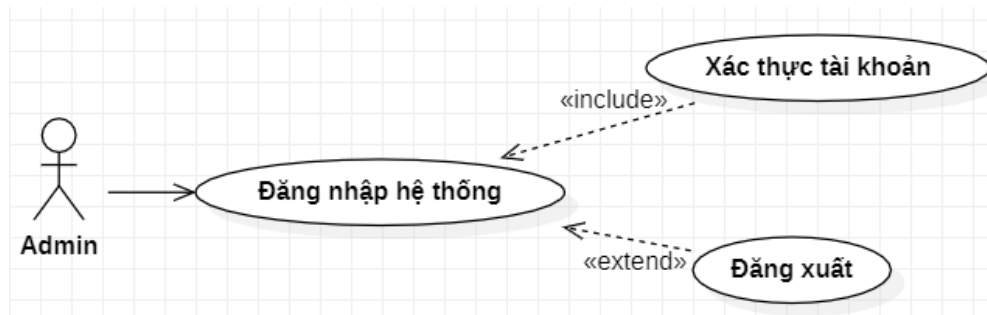 Xác thực tài khoản
«include»
Đăng nhập hệ thống
Admin
«extend»
Đăng xuất